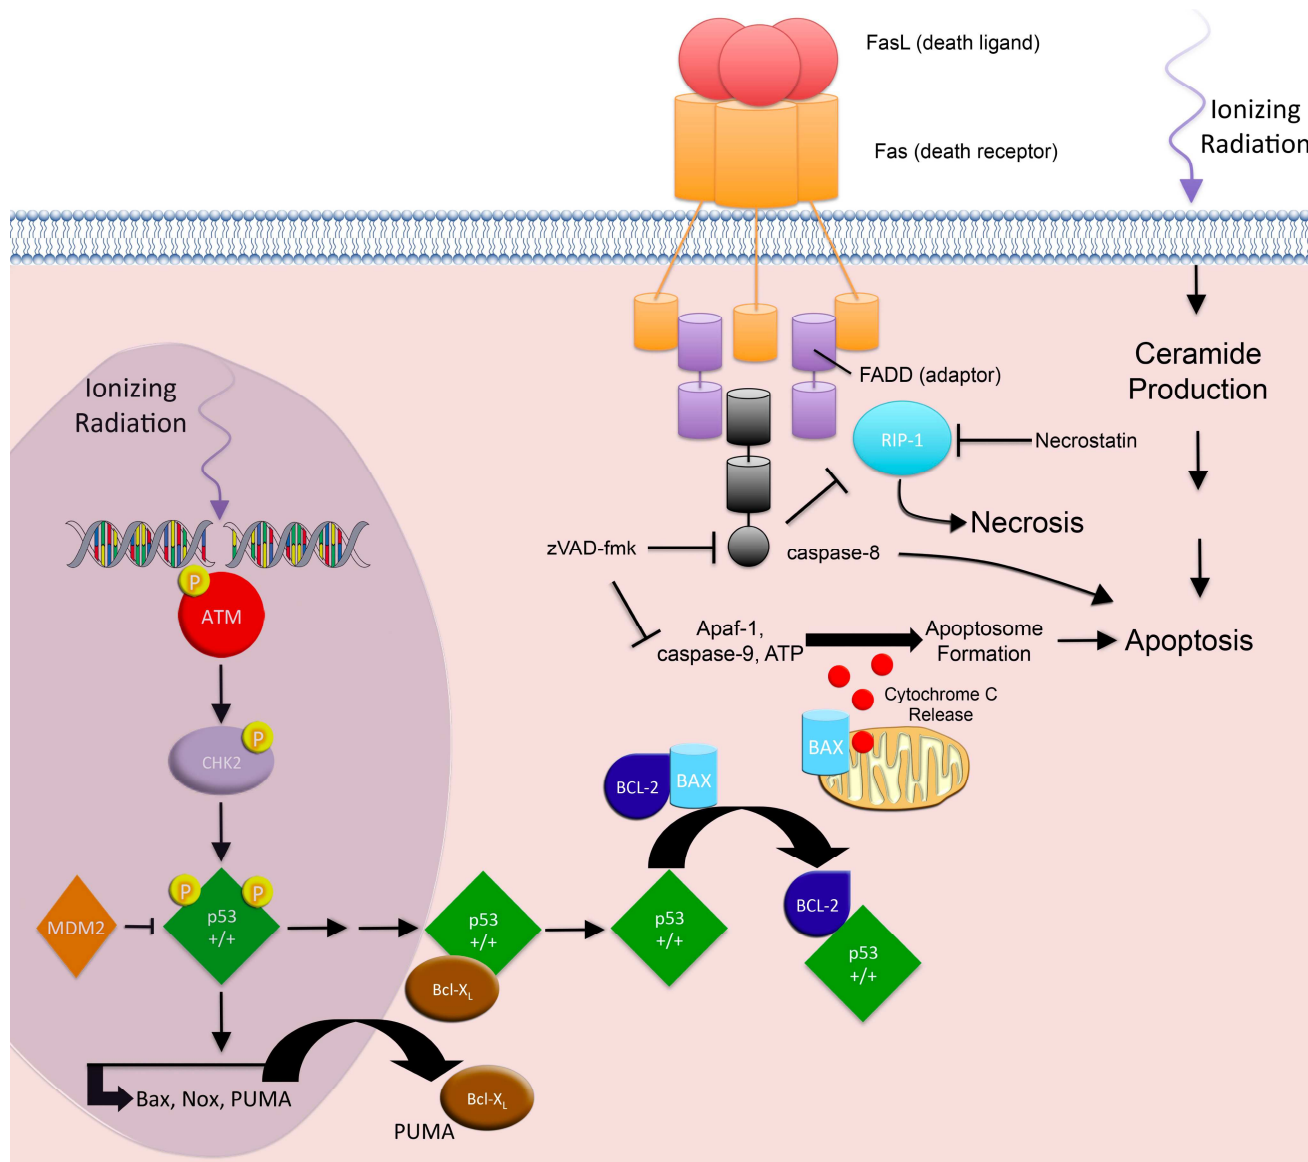 FasL (death ligand)
Ionizing
Radiation
Fas (death receptor)
FADD (adaptor)
Ceramide
Production
RIP-1
Necrostatin
Necrosis
zVAD-fmk
caspase-8
Apaf-1,
caspase-9, ATP
Apoptosome
Formation
Apoptosis
Cytochrome C
Release
BAX
BCL-2
BAX
Ionizing
Radiation
P
ATM
P
CHK2
P
P
MDM2
p53
+/+
p53
+/+
Bcl-XL
p53
+/+
BCL-2
p53
+/+
Bax, Nox, PUMA
Bcl-XL
PUMA